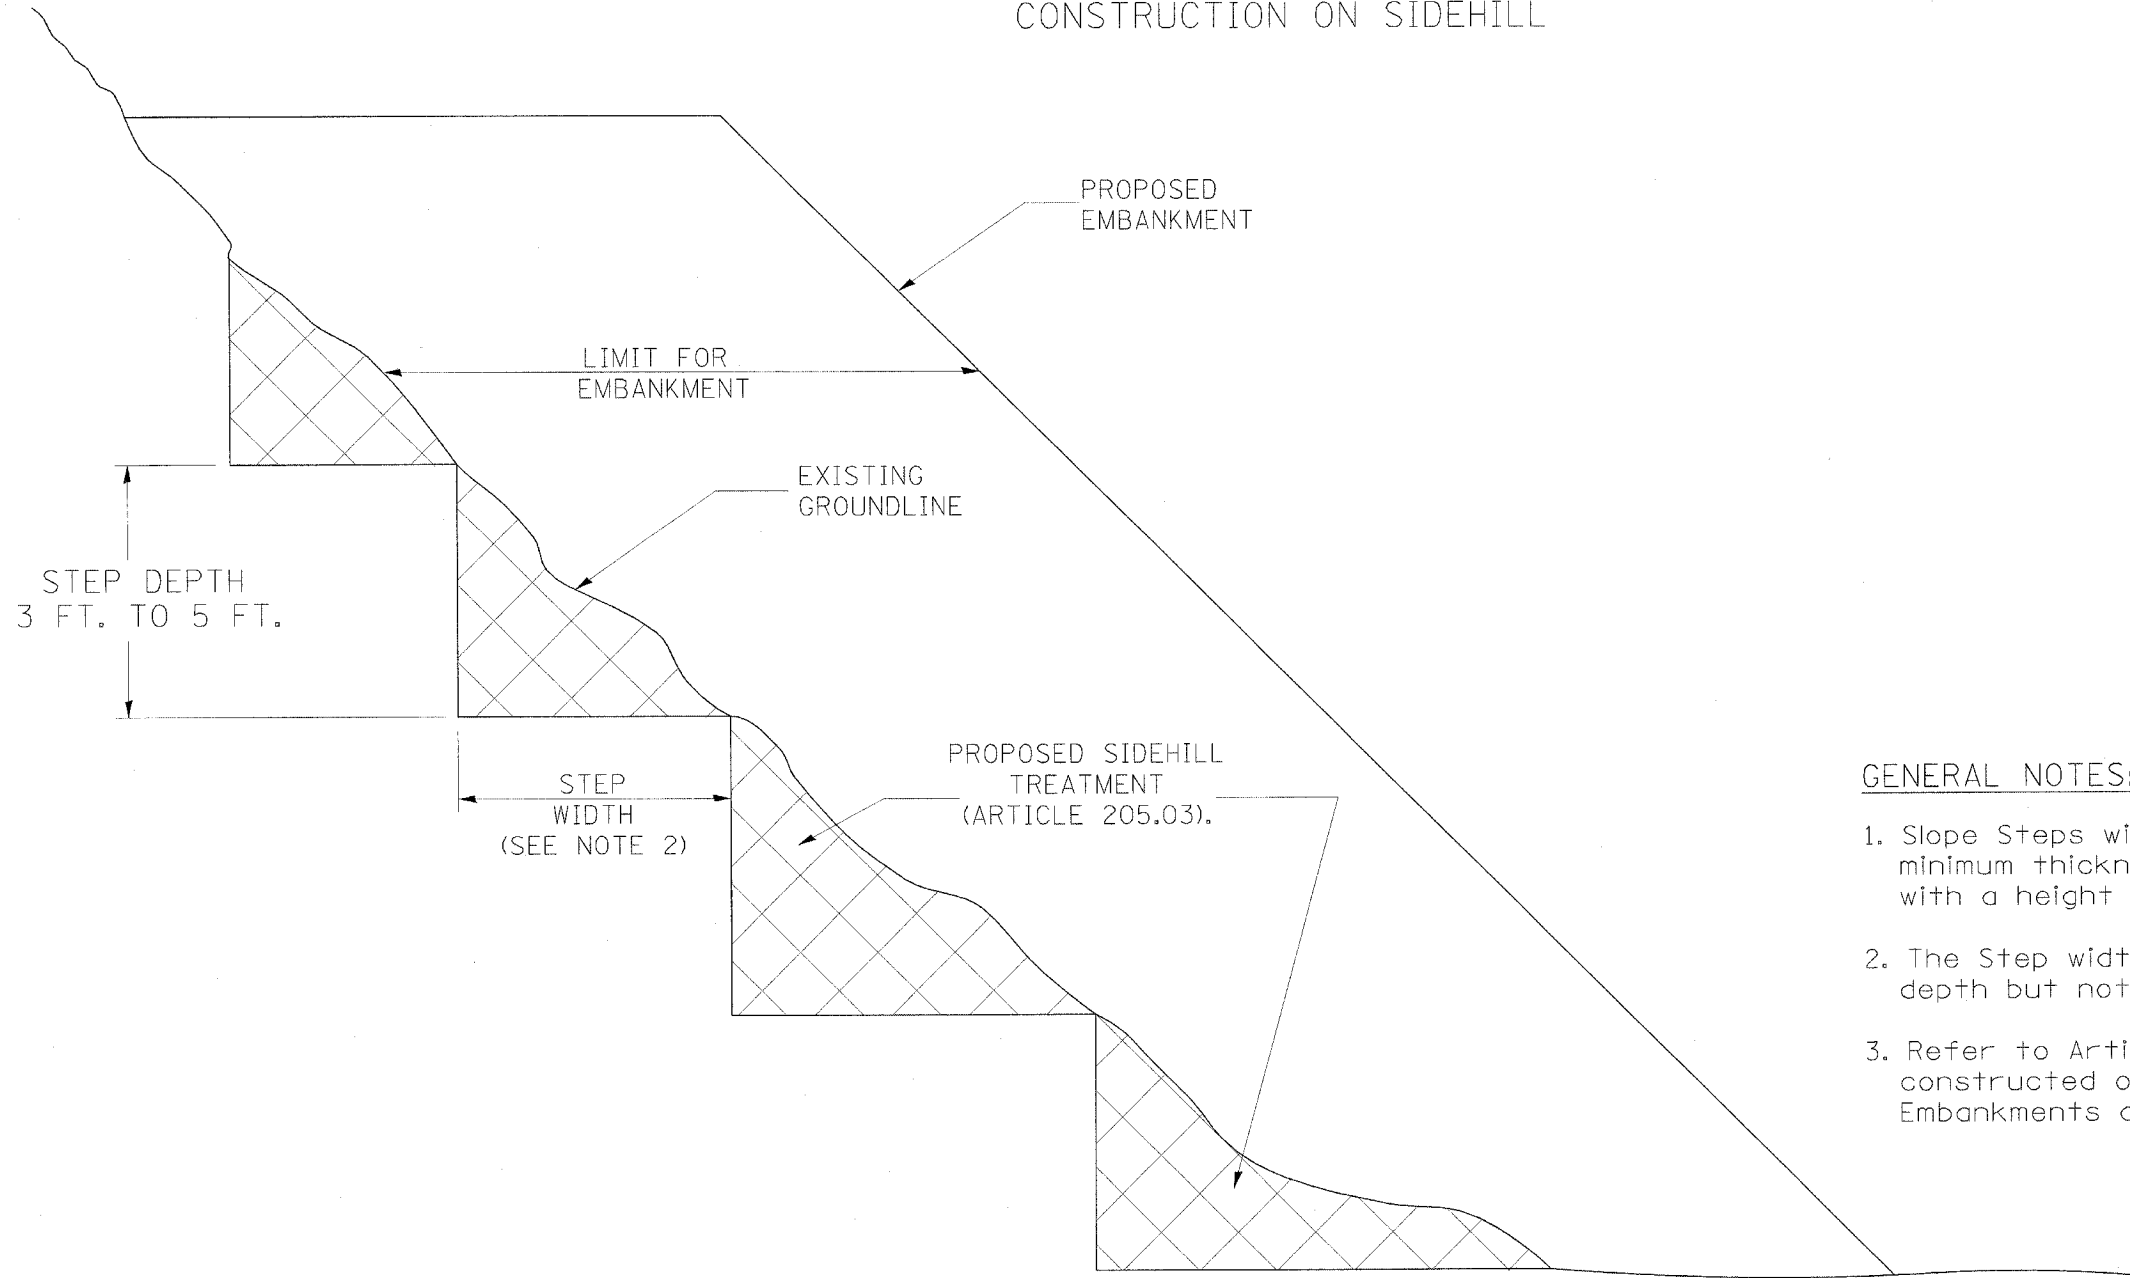 CONSTRUCTION ON SIDEHILL
PROPOSED
EMBANKMENT
LIMIT FOR
EMBANKMENT
EXISTING
GROUNDLINE
STEP DEPTH
3 FT. TO 5 FT.
STEP
WIDTH
(SEE NOTE 2)
PROPOSED SIDEHILL
TREATMENT
(ARTICLE 205.03).
GENERAL NOTES:
1. Slope Steps
minimum
with a height
2. The Step
depth but not
3. Refer to
constructed
Embankments